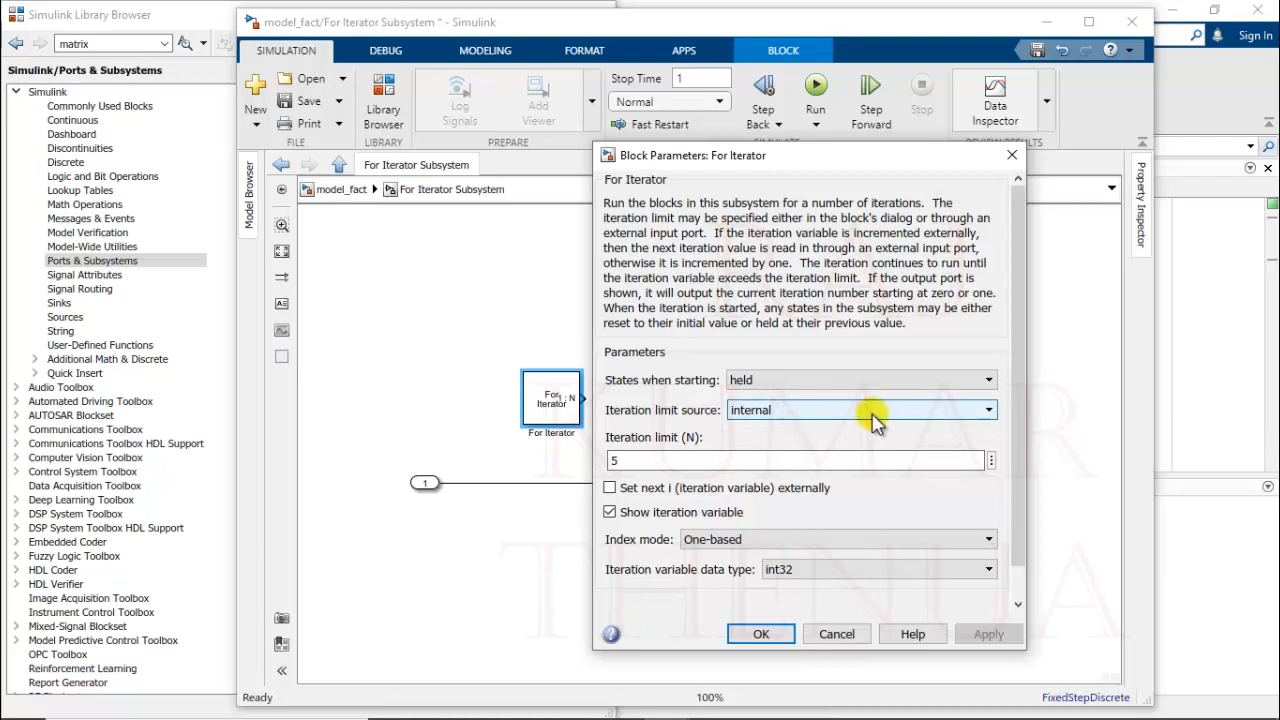 Simulink Library Browser
model_fact/For Iterator Subsystem * - Simulink
matrix
SIMULATION DEBUG MODELING FORMAT APPS BLOCK
Sign In
Simulink/Ports & Subsystems
Simulink
Commonly Used Blocks
Continuous
Dashboard
Discontinuities
Discrete
Logic and Bit Operations
Lookup Tables
Math Operations
Messages & Events
Model Verification
Model-Wide Utilities
Ports & Subsystems
Signal Attributes
Signal Routing
Sinks
Sources
String
User-Defined Functions
Additional Math & Discrete
Quick Insert
Audio Toolbox
Automated Driving Toolbox
AUTOSAR Blockset
Communications Toolbox
Communications Toolbox HDL Support
Computer Vision Toolbox
Control System Toolbox
Data Acquisition Toolbox
Deep Learning Toolbox
DSP System Toolbox
DSP System Toolbox HDL Support
Embedded Coder
Fuzzy Logic Toolbox
HDL Coder
HDL Verifier
Image Acquisition Toolbox
Instrument Control Toolbox
Mixed-Signal Blockset
Model Predictive Control Toolbox
OPC Toolbox
Reinforcement Learning
Report Generator
New
Open
Save
Print
FILE
Library
Browser
LIBRARY
Log
Signals
Add
Viewer
PREPARE
Stop Time 1
Normal
Fast Restart
Step
Back
Run
Step
Forward
Stop
Data
Inspector
Model Browser
For Iterator Subsystem
model_fact For Iterator Subsystem
Property Inspector
For
Iterator
1 : N
For Iterator
1
Block Parameters: For Iterator
For Iterator
Run the blocks in this subsystem for a number of iterations. The
iteration limit may be specified either in the block's dialog or through an
external input port. If the iteration variable is incremented externally,
then the next iteration value is read in through an external input port,
otherwise it is incremented by one. The iteration continues to run until
the iteration variable exceeds the iteration limit. If the output port is
shown, it will output the current iteration number starting at zero or one.
When the iteration is started, any states in the subsystem may be either
reset to their initial value or held at their previous value.
Parameters
States when starting: held
Iteration limit source: internal
Iteration limit (N):
5
Set next i (iteration variable) externally
Show iteration variable
Index mode: One-based
Iteration variable data type: int32
OK Cancel Help Apply
KUMAR
THENUA
Ready
100%
FixedStepDiscrete